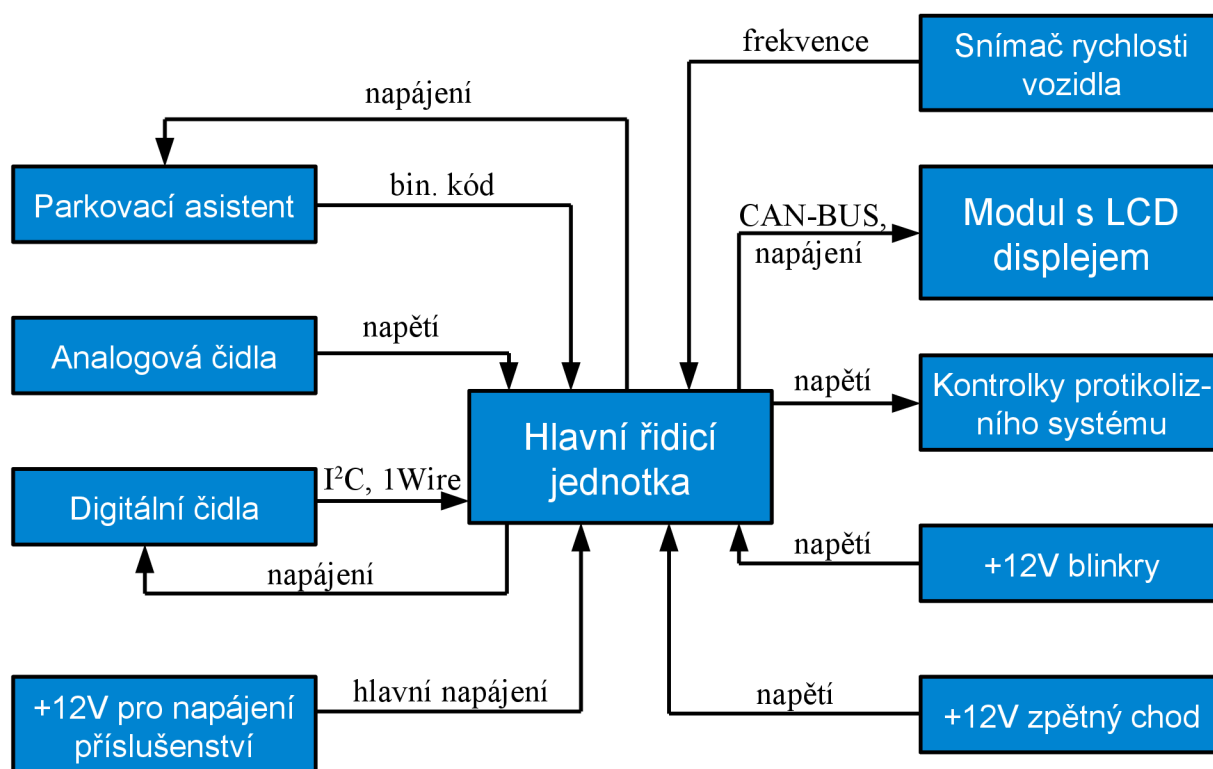 frekvence
Snímač rychlosti
vozidla
napájení
Parkovací asistent
bin. kód
CAN-BUS,
napájení
Modul s LCD
displejem
Analogová čidla
napětí
napětí
Kontrolky protikoliz-
ního systému
Hlavní řidicí
jednotka
Digitální čidla
I²C, 1Wire
napájení
napětí
+12V blinkry
+12V pro napájení
příslušenství
hlavní napájení
napětí
+12V zpětný chod